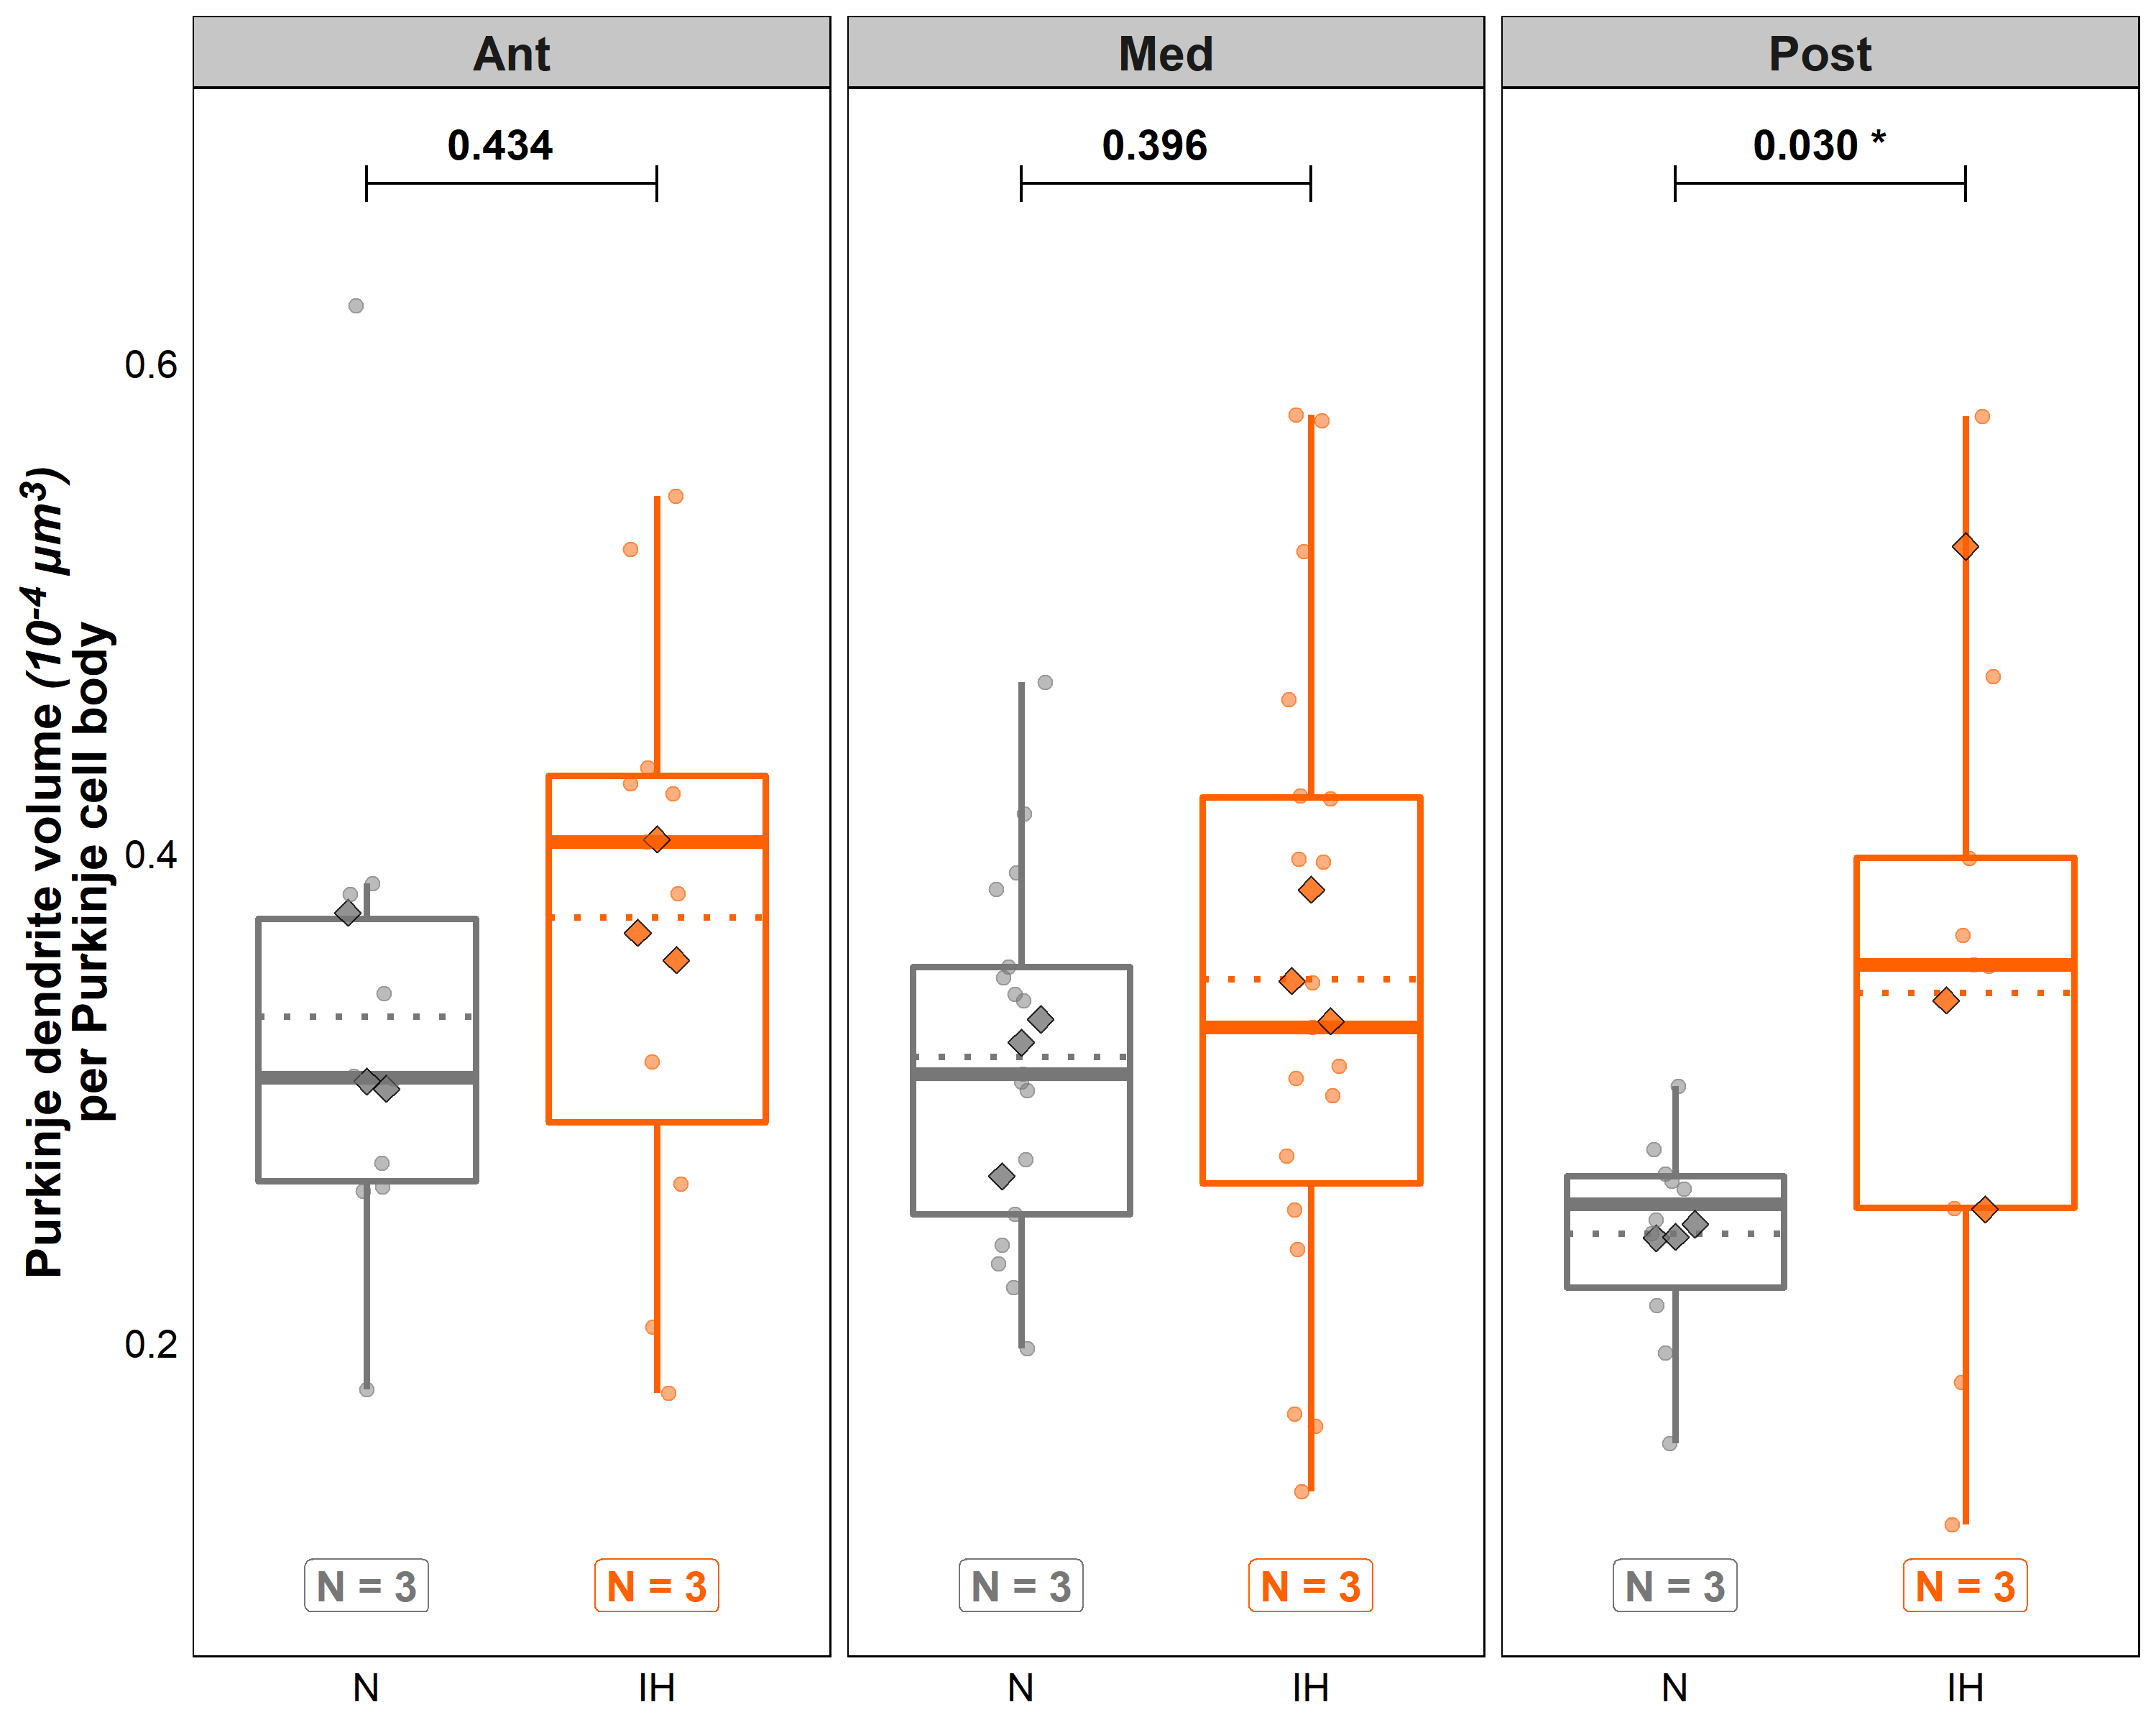 Ant
Med
Post
0.434
0.396
0.030 *
Purkinje dendrite volume (10⁻⁴ µm³)
per Purkinje cell body
0.6
0.4
0.2
N = 3
N = 3
N = 3
N = 3
N = 3
N = 3
N
IH
N
IH
N
IH